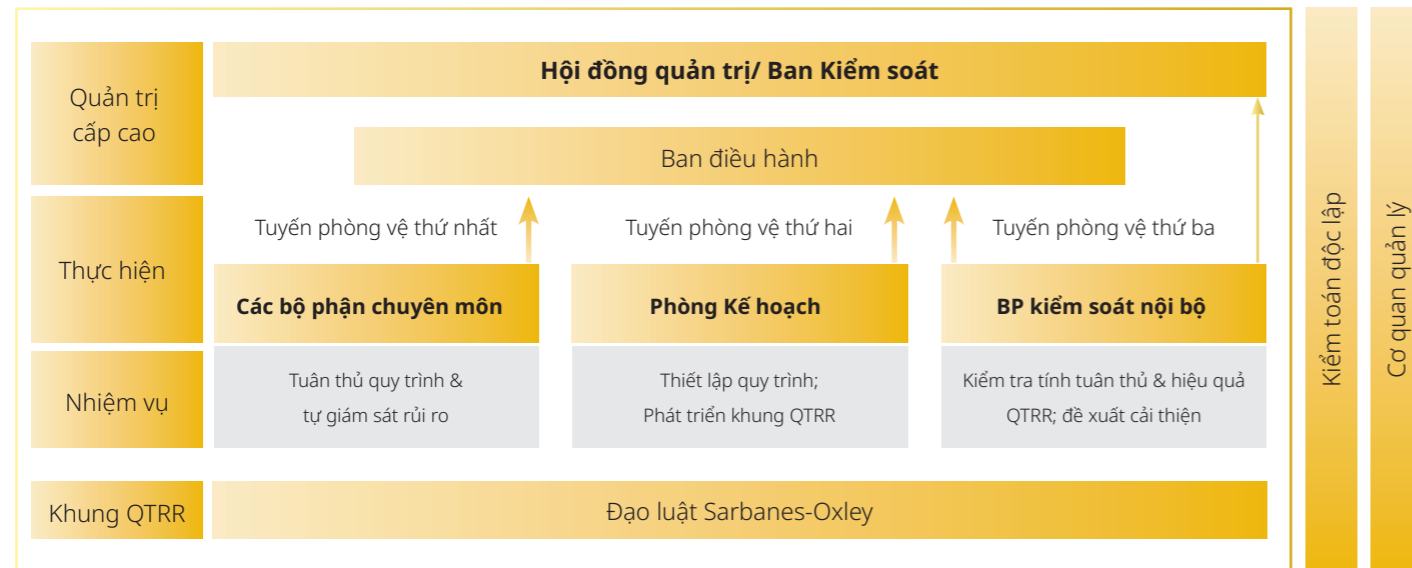 Quản trị
cấp cao
Hội đồng quản trị/ Ban Kiểm soát
Ban điều hành
Thực hiện
Tuyến phòng vệ thứ nhất
Tuyến phòng vệ thứ hai
Tuyến phòng vệ thứ ba
Các bộ phận chuyên môn
Phòng Kế hoạch
BP kiểm soát nội bộ
Nhiệm vụ
Tuân thủ quy trình &
tự giám sát rủi ro
Thiết lập quy trình;
Phát triển khung QTRR
Kiểm tra tính tuân thủ & hiệu quả
QTRR; đề xuất cải thiện
Khung QTRR
Đạo luật Sarbanes-Oxley
Kiểm toán độc lập
Cơ quan quản lý